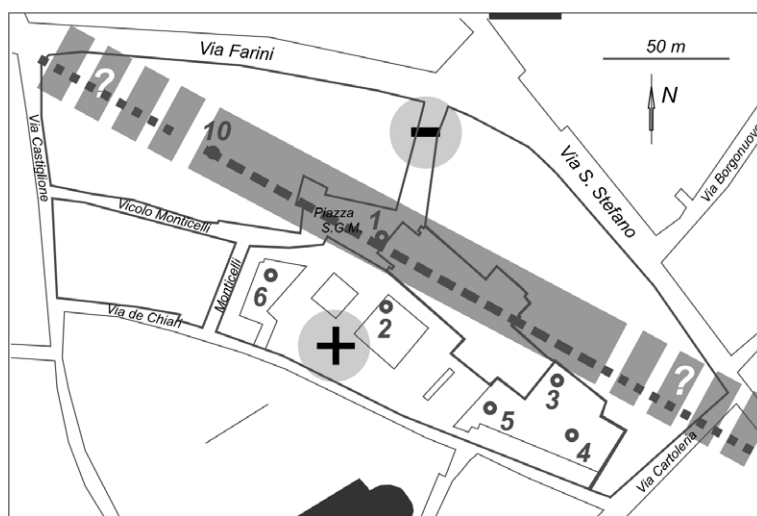 Via Farini
50 m
N
?
Via Castiglione
10
−
Via S. Stefano
Via Borgonuovo
Vicolo Monticelli
Piazza
S.G.M.
1
Monticelli
6
2
Via de Chiari
+
3
?
5
4
Via Cartoleria